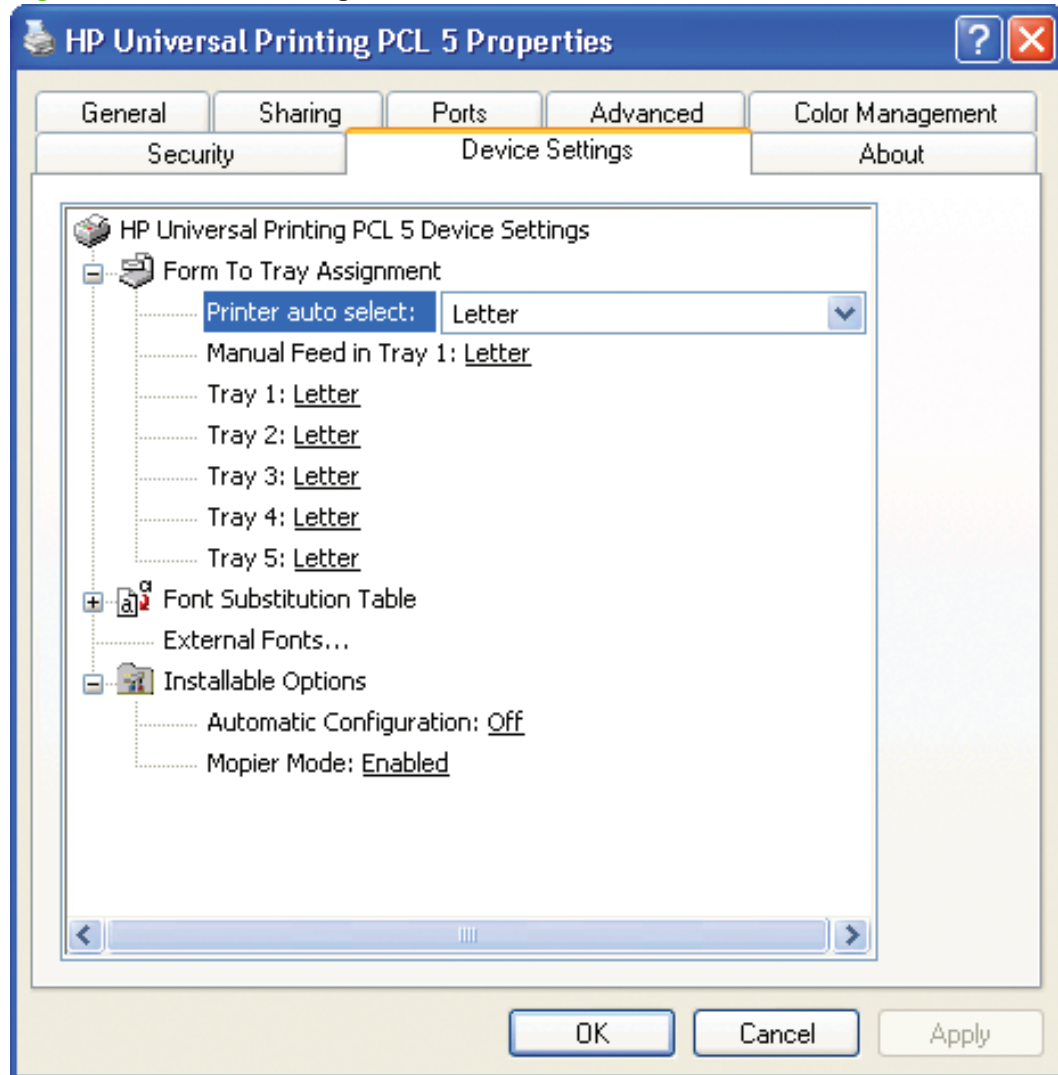 HP Universal Printing PCL 5 Properties
General Sharing Ports Advanced Color Management
Security Device Settings About
HP Universal Printing PCL 5 Device Settings
Form To Tray Assignment
Printer auto select: Letter
Manual Feed in Tray 1: Letter
Tray 1: Letter
Tray 2: Letter
Tray 3: Letter
Tray 4: Letter
Tray 5: Letter
Font Substitution Table
External Fonts...
Installable Options
Automatic Configuration: Off
Mopier Mode: Enabled
OK Cancel Apply